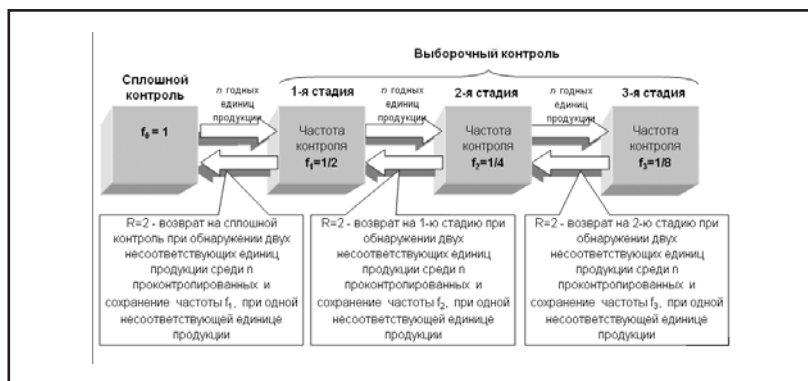 Выборочный контроль
Сплошной
контроль
n годных
единиц
продукции
1-я стадия
n годных
единиц
продукции
2-я стадия
n годных
единиц
продукции
3-я стадия
f₀ = 1
Частота
контроля
f₁=1/2
Частота
контроля
f₂=1/4
Частота
контроля
f₃=1/8
R=2 - возврат на сплошной
контроль при обнаружении двух
несоответствующих единиц
продукции среди n
проконтролированных и
сохранение частоты f₁, при одной
несоответствующей единице
продукции
R=2 - возврат на 1-ю стадию при
обнаружении двух
несоответствующих единиц
продукции среди n
проконтролированных и
сохранение частоты f₂, при одной
несоответствующей единице
продукции
R=2 - возврат на 2-ю стадию при
обнаружении двух
несоответствующих единиц
продукции среди n
проконтролированных и
сохранение частоты f₃, при одной
несоответствующей единице
продукции